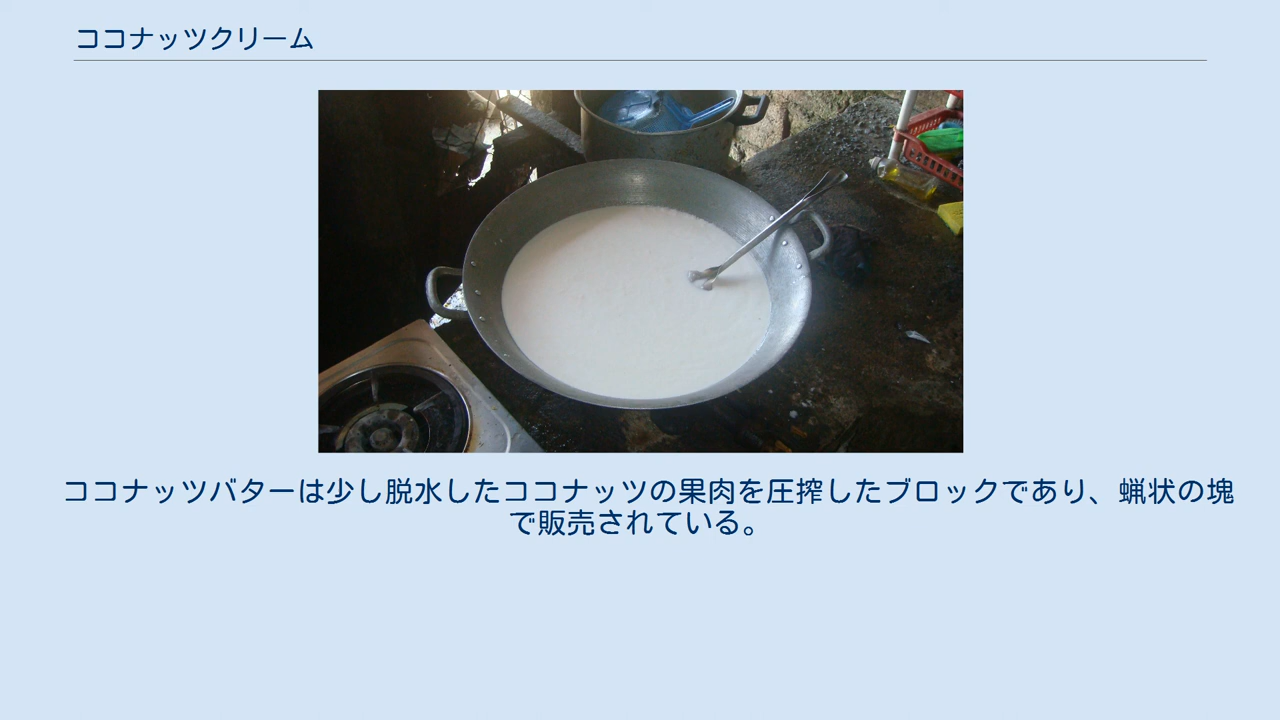 ココナッツクリーム
ココナッツバターは少し脱水したココナッツの果肉を圧搾したブロックであり、蝋状の塊
で販売されている。